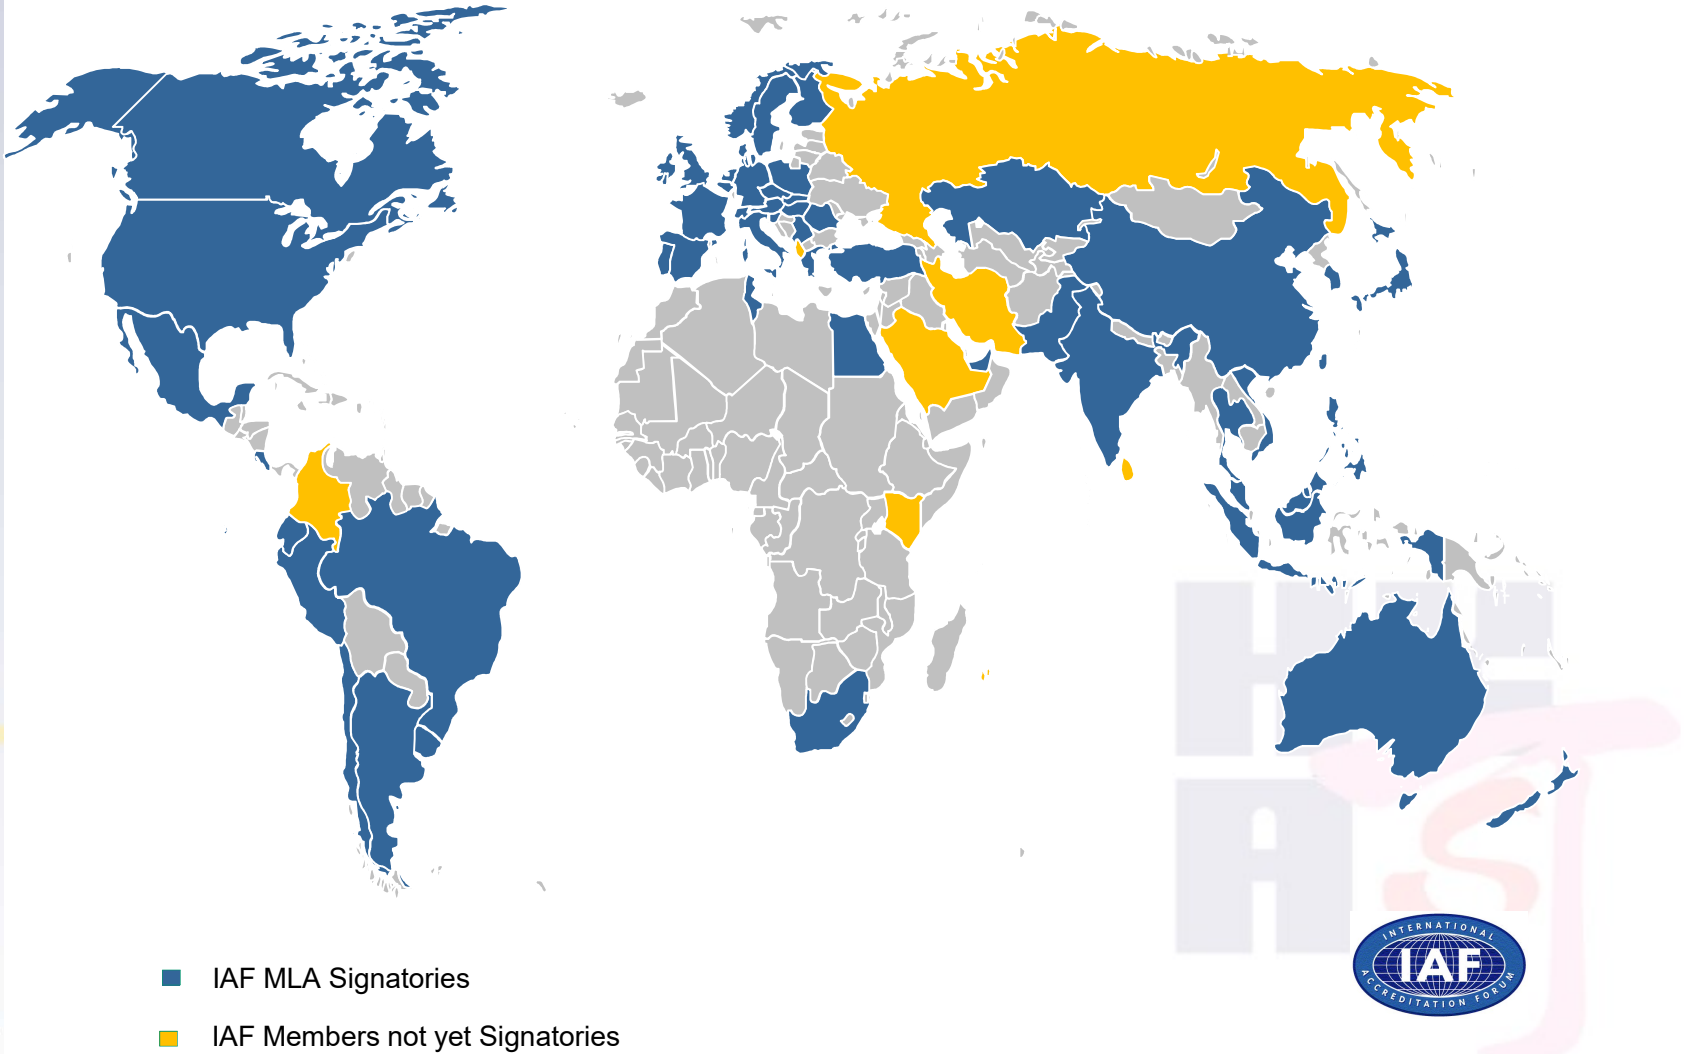 IAF MLA Signatories
IAF Members not yet Signatories
INTERNATIONAL
IAF
ACCREDITATION FORUM